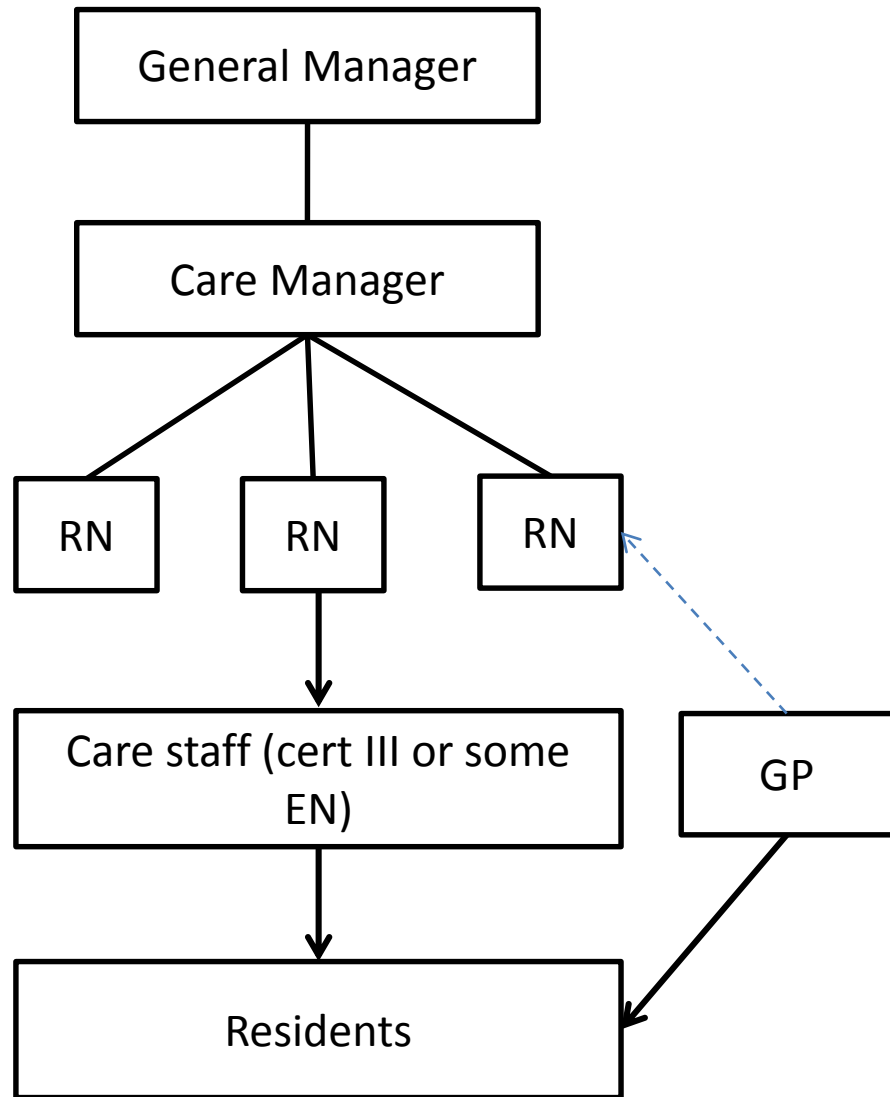 General Manager
Care Manager
RN
RN
RN
Care staff (cert III or some
EN)
GP
Residents